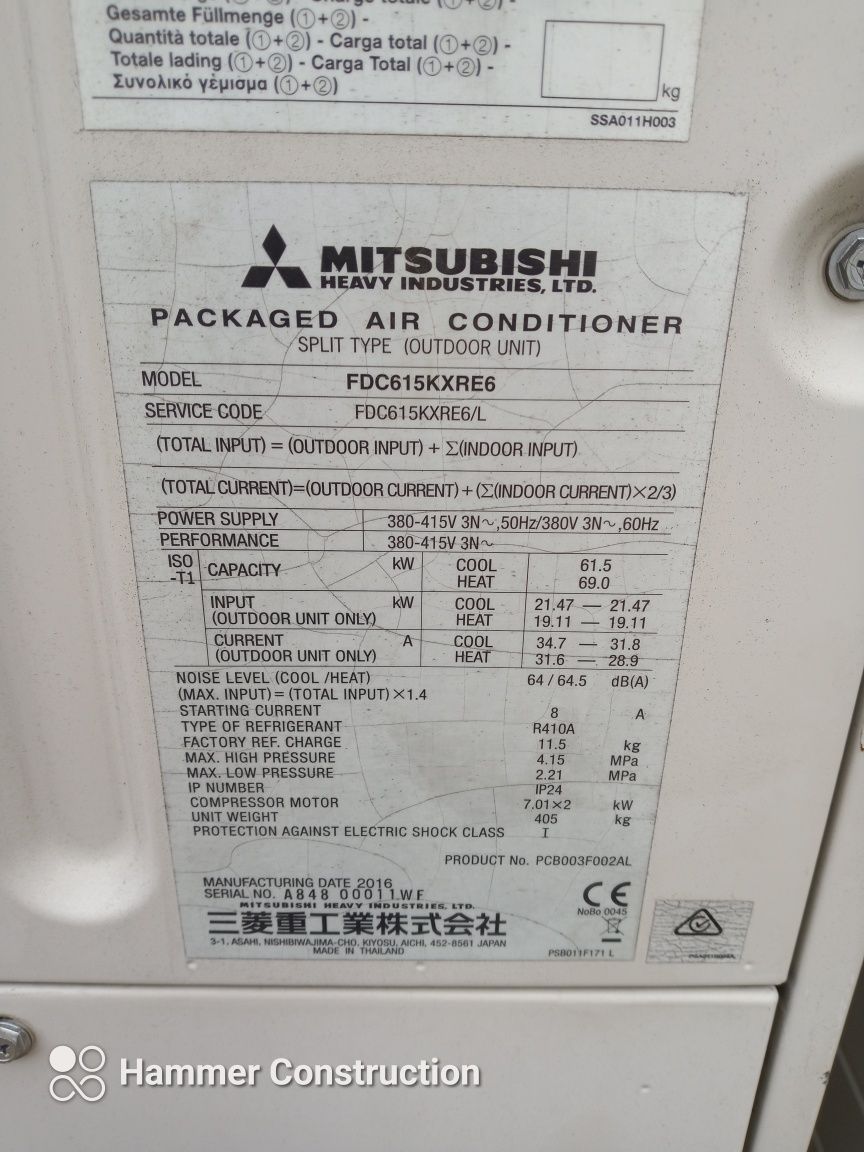 Gesamte Füllmenge (①+②) -
Quantità totale (①+②) - Carga total (①+②) -
Totale lading (①+②) - Carga Total (①+②) -
Συνολικό γέμισμα (①+②)
kg
SSA011H003
MITSUBISHI
HEAVY INDUSTRIES, LTD.
PACKAGED AIR CONDITIONER
SPLIT TYPE (OUTDOOR UNIT)
MODEL FDC615KXRE6
SERVICE CODE FDC615KXRE6/L
(TOTAL INPUT) = (OUTDOOR INPUT) + Σ(INDOOR INPUT)
(TOTAL CURRENT)=(OUTDOOR CURRENT)+(Σ(INDOOR CURRENT)×2/3)
POWER SUPPLY 380-415V 3N~,50Hz/380V 3N~,60Hz
PERFORMANCE 380-415V 3N~
ISO -T1 CAPACITY kW COOL 61.5
HEAT 69.0
INPUT kW COOL 21.47 — 21.47
(OUTDOOR UNIT ONLY) HEAT 19.11 — 19.11
CURRENT A COOL 34.7 — 31.8
(OUTDOOR UNIT ONLY) HEAT 31.6 — 28.9
NOISE LEVEL (COOL /HEAT) 64 / 64.5 dB(A)
(MAX. INPUT)=(TOTAL INPUT)×1.4
STARTING CURRENT 8 A
TYPE OF REFRIGERANT R410A
FACTORY REF. CHARGE 11.5 kg
MAX. HIGH PRESSURE 4.15 MPa
MAX. LOW PRESSURE 2.21 MPa
IP NUMBER IP24
COMPRESSOR MOTOR 7.01×2 kW
UNIT WEIGHT 405 kg
PROTECTION AGAINST ELECTRIC SHOCK CLASS I
PRODUCT No. PCB003F002AL
MANUFACTURING DATE 2016
SERIAL NO. A848 00011WF
CE
NoBo 0045
MITSUBISHI HEAVY INDUSTRIES, LTD.
三菱重工業株式会社
3-1, ASAHI, NISHIBIWAJIMA-CHO, KIYOSU, AICHI, 452-8561 JAPAN
MADE IN THAILAND
PSB011F171 L
Hammer Construction